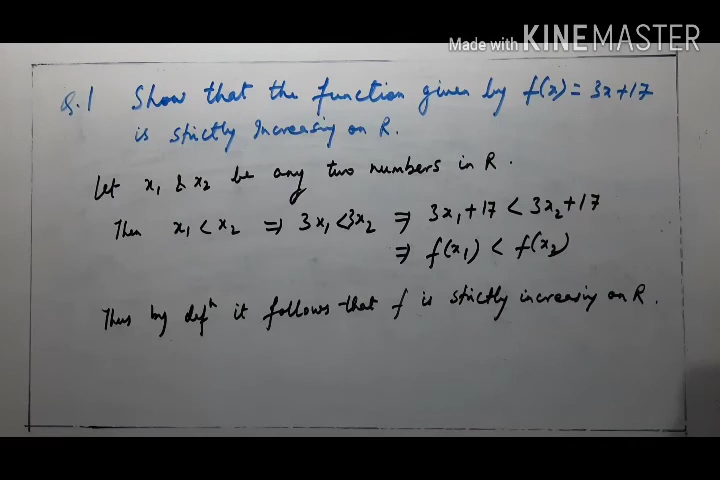 Made with KINEMASTER
Q.1 Show that the function given by f(x) = 3x+17
is strictly Increasing on R.
Let x₁ & x₂ be any two numbers in R.
Then x₁ < x₂ ⇒ 3x₁ < 3x₂ ⇒ 3x₁+17 < 3x₂+17
⇒ f(x₁) < f(x₂)
Thus by defⁿ it follows that f is strictly increasing on R.